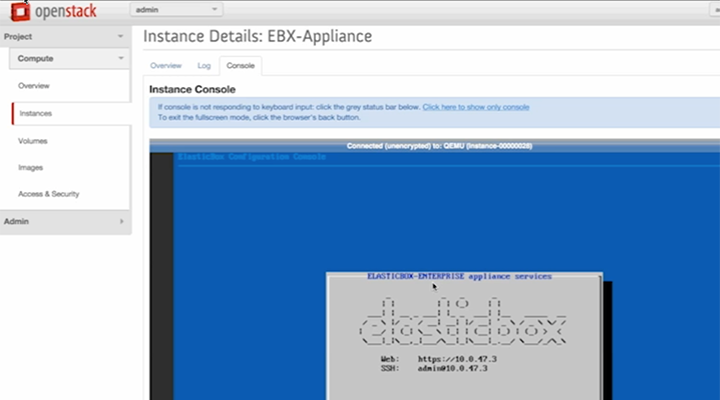 openstack
admin
Project
Compute
Overview
Instances
Volumes
Images
Access & Security
Admin
Instance Details: EBX-Appliance
Overview
Log
Console
Instance Console
If console is not responding to keyboard input: click the grey status bar below. Click here to show only console
To exit the fullscreen mode, click the browser's back button.
Connected (unencrypted) to: QEMU (instance-00000028)
ElasticBox Configuration Console
ELASTICBOX-ENTERPRISE appliance services
elasticbox
Web: https://10.0.47.3
SSH: admin@10.0.47.3